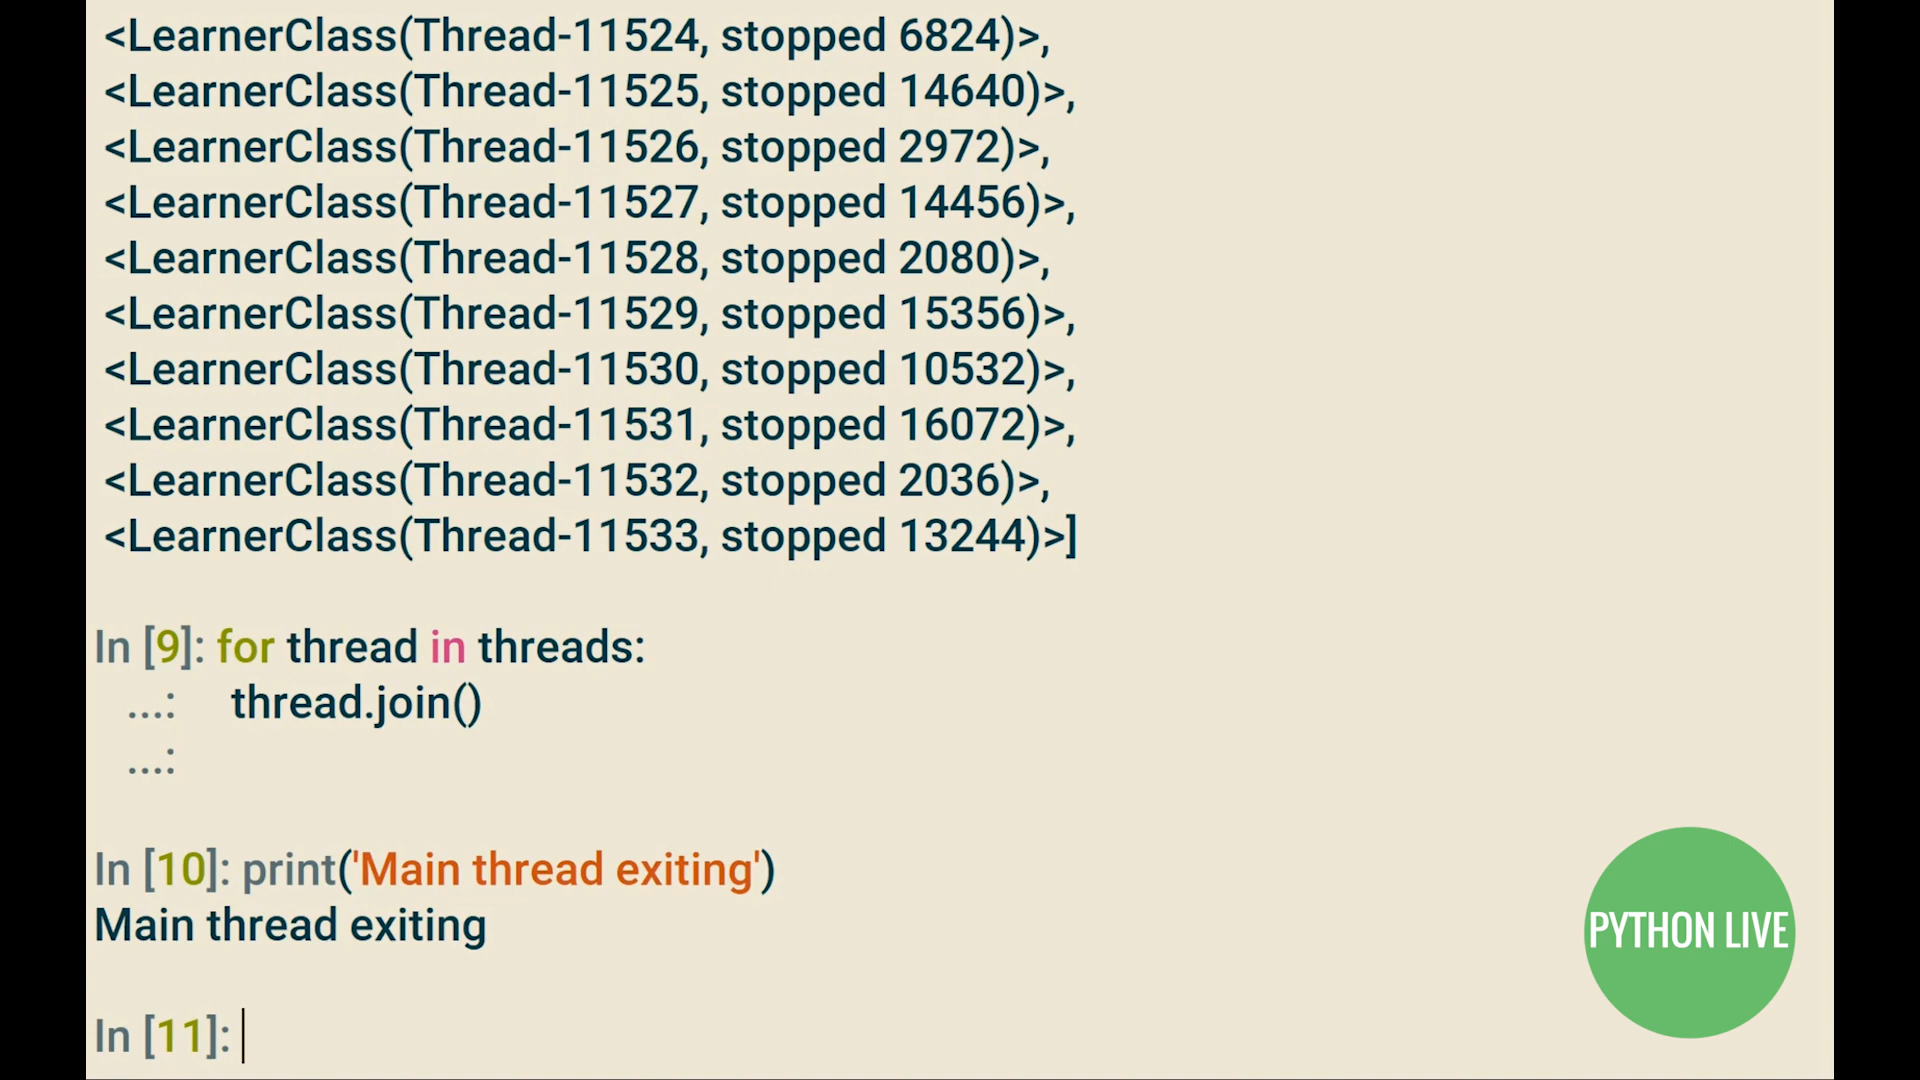 <LearnerClass(Thread-11524, stopped 6824)>,
<LearnerClass(Thread-11525, stopped 14640)>,
<LearnerClass(Thread-11526, stopped 2972)>,
<LearnerClass(Thread-11527, stopped 14456)>,
<LearnerClass(Thread-11528, stopped 2080)>,
<LearnerClass(Thread-11529, stopped 15356)>,
<LearnerClass(Thread-11530, stopped 10532)>,
<LearnerClass(Thread-11531, stopped 16072)>,
<LearnerClass(Thread-11532, stopped 2036)>,
<LearnerClass(Thread-11533, stopped 13244)>]
In [9]: for thread in threads:
...:    thread.join()
...:
In [10]: print('Main thread exiting')
Main thread exiting
PYTHON LIVE
In [11]: